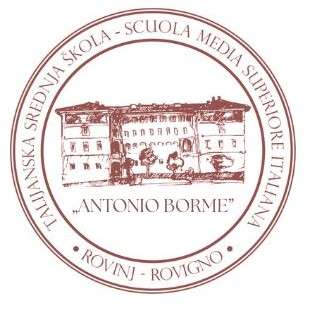 TALIJANSKA SREDNJA ŠKOLA - SCUOLA MEDIA SUPERIORE ITALIANA
„ANTONIO BORME”
• ROVINJ - ROVIGNO •